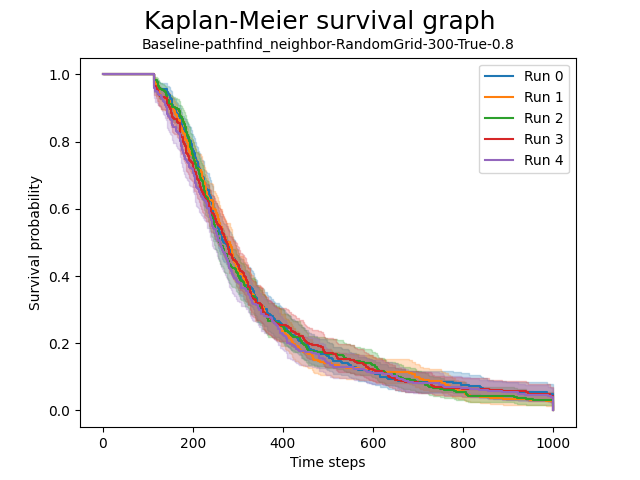 Kaplan-Meier survival graph
Baseline-pathfind_neighbor-RandomGrid-300-True-0.8
Survival probability
1.0
0.8
0.6
0.4
0.2
0.0
Run 0
Run 1
Run 2
Run 3
Run 4
0 200 400 600 800 1000
Time steps